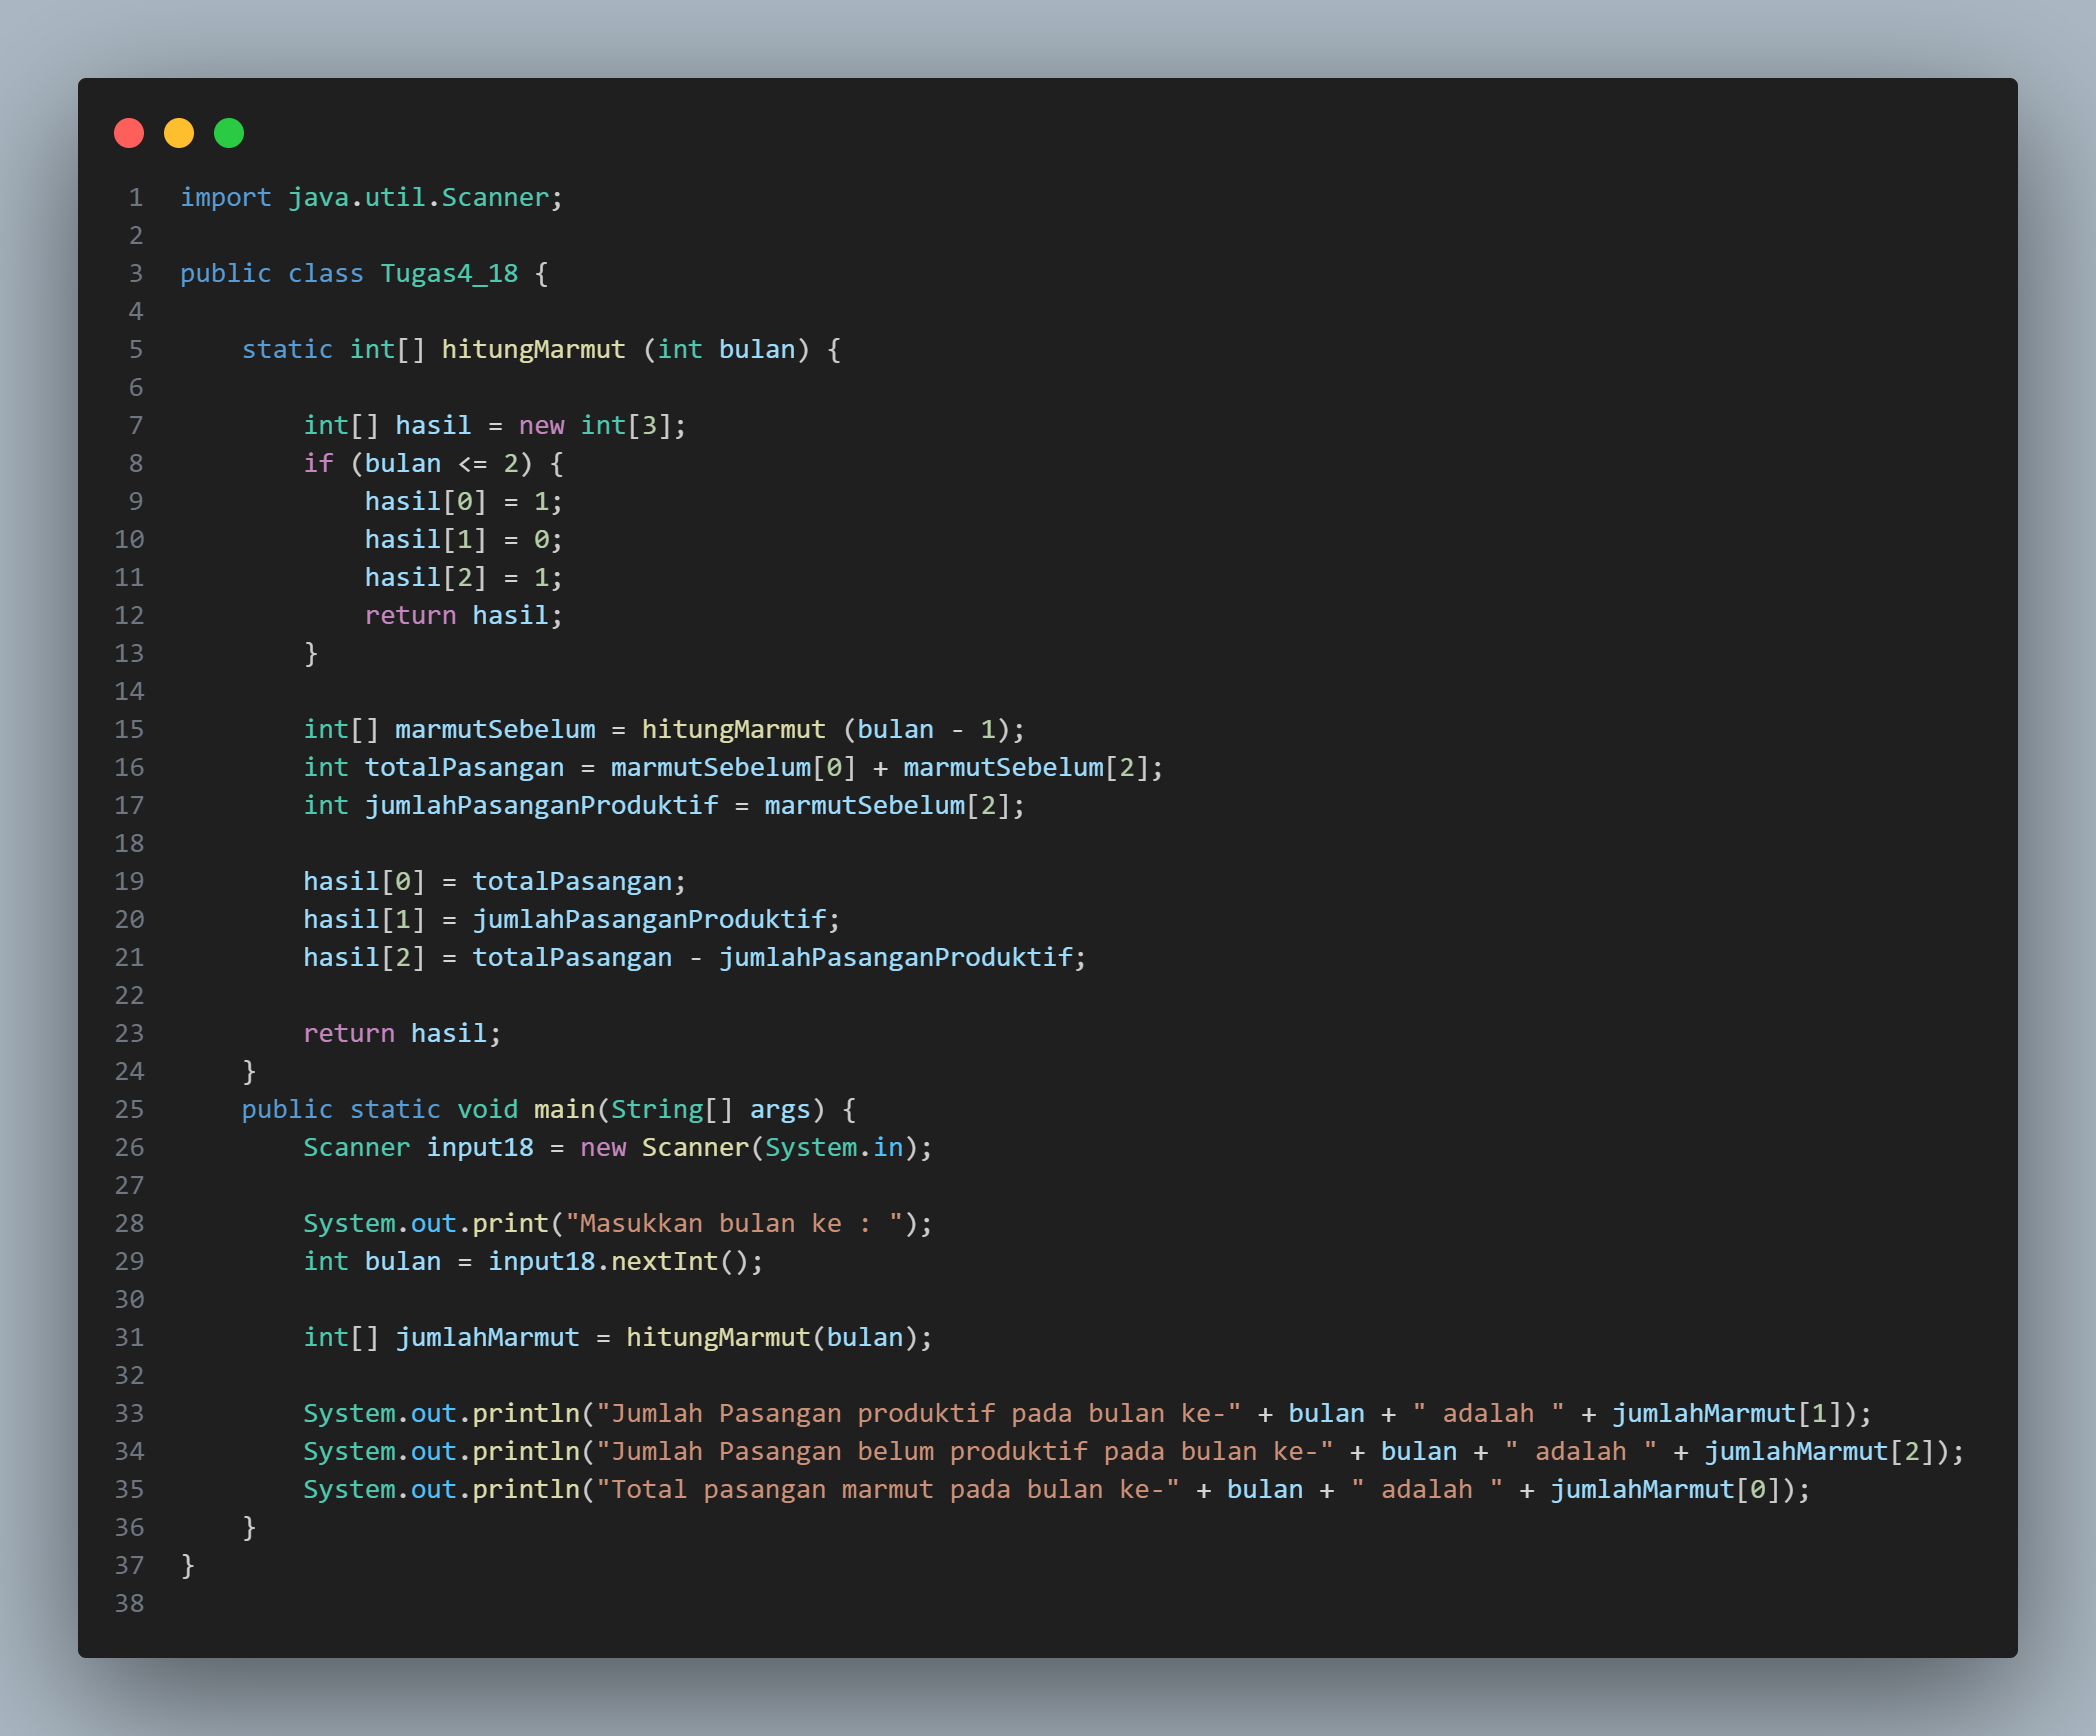 1 import java.util.Scanner;
2
3 public class Tugas4_18 {
4
5     static int[] hitungMarmut (int bulan) {
6
7         int[] hasil = new int[3];
8         if (bulan <= 2) {
9             hasil[0] = 1;
10             hasil[1] = 0;
11             hasil[2] = 1;
12             return hasil;
13         }
14
15         int[] marmutSebelum = hitungMarmut (bulan - 1);
16         int totalPasangan = marmutSebelum[0] + marmutSebelum[2];
17         int jumlahPasanganProduktif = marmutSebelum[2];
18
19         hasil[0] = totalPasangan;
20         hasil[1] = jumlahPasanganProduktif;
21         hasil[2] = totalPasangan - jumlahPasanganProduktif;
22
23         return hasil;
24     }
25     public static void main(String[] args) {
26         Scanner input18 = new Scanner(System.in);
27
28         System.out.print("Masukkan bulan ke : ");
29         int bulan = input18.nextInt();
30
31         int[] jumlahMarmut = hitungMarmut(bulan);
32
33         System.out.println("Jumlah Pasangan produktif pada bulan ke-" + bulan + " adalah " + jumlahMarmut[1]);
34         System.out.println("Jumlah Pasangan belum produktif pada bulan ke-" + bulan + " adalah " + jumlahMarmut[2]);
35         System.out.println("Total pasangan marmut pada bulan ke-" + bulan + " adalah " + jumlahMarmut[0]);
36     }
37 }
38